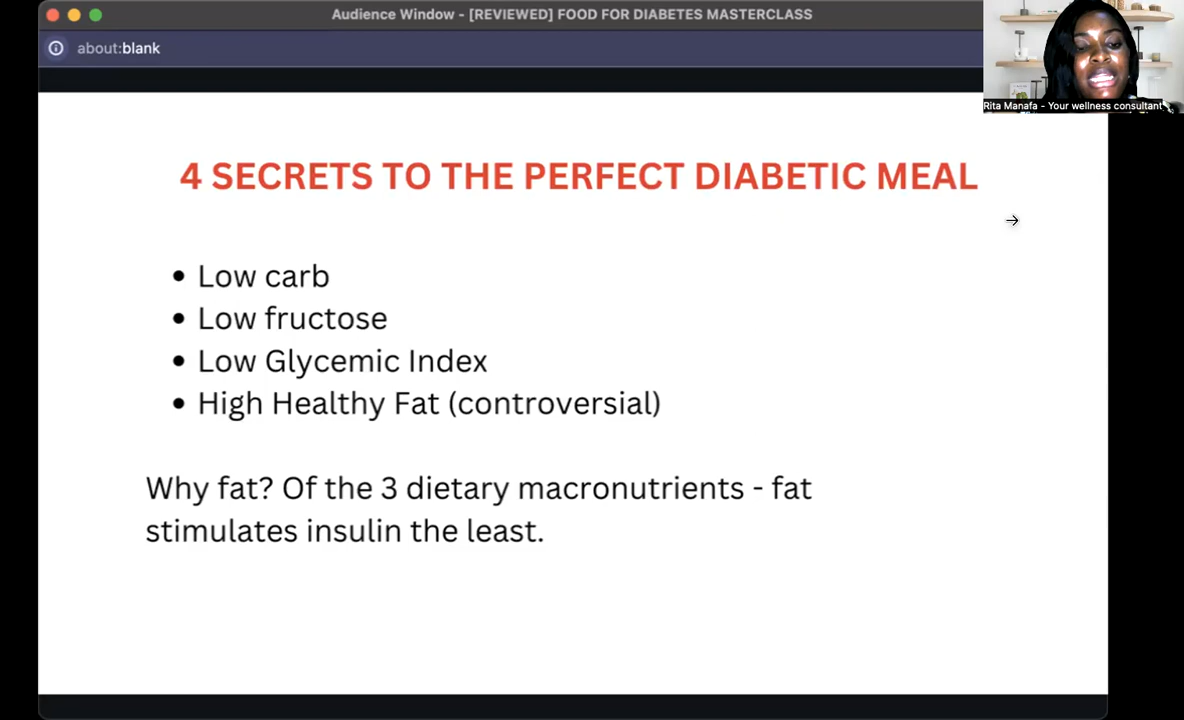 Audience Window - [REVIEWED] FOOD FOR DIABETES MASTERCLASS
about:blank
Rita Manafa - Your wellness consultant
4 SECRETS TO THE PERFECT DIABETIC MEAL
• Low carb
• Low fructose
• Low Glycemic Index
• High Healthy Fat (controversial)
Why fat? Of the 3 dietary macronutrients - fat
stimulates insulin the least.